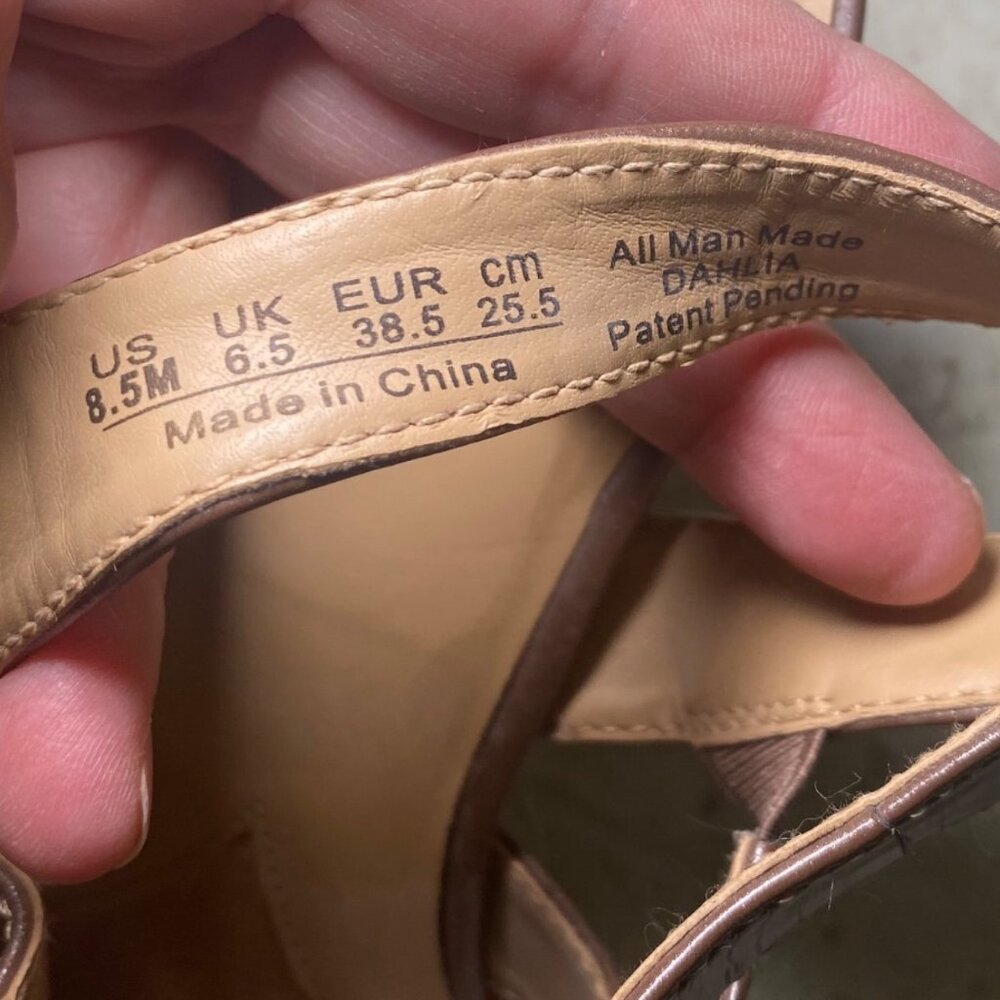 US UK EUR cm
8.5M 6.5 38.5 25.5
Made in China
All Man Made
DAHLIA
Patent Pending